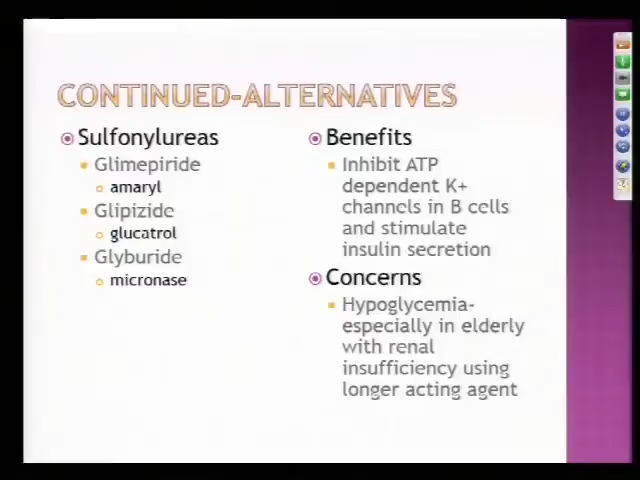 CONTINUED-ALTERNATIVES
Sulfonylureas
Glimepiride
amaryl
Glipizide
glucatrol
Glyburide
micronase
Benefits
Inhibit ATP
dependent K+
channels in B cells
and stimulate
insulin secretion
Concerns
Hypoglycemia-
especially in elderly
with renal
insufficiency using
longer acting agent